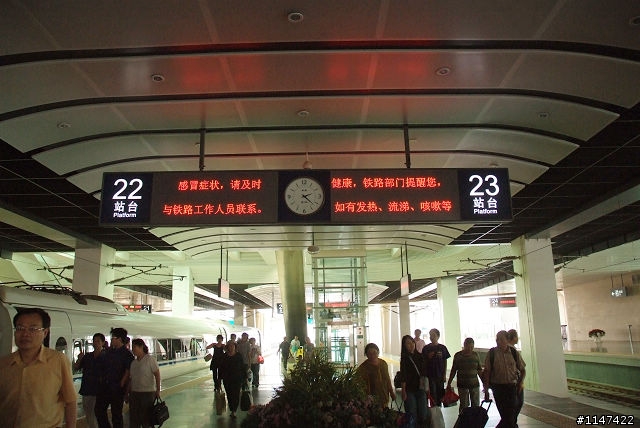 22
站台
Platform
感冒症状，请及时
与铁路工作人员联系。
健康，铁路部门提醒您，
如有发热、流涕、咳嗽等
23
站台
Platform
#1147422